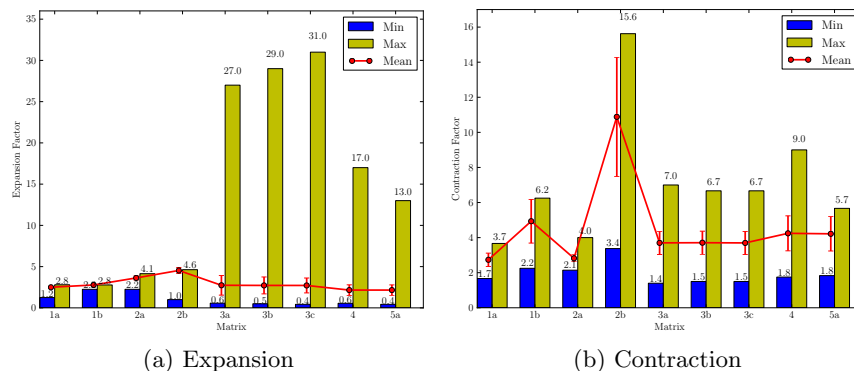 35
30
25
20
15
10
5
0
Expansion Factor
Min
Max
Mean
1.2 2.8 2.8 2.2 4.1 1.0 4.6 0.6 27.0 0.5 29.0 0.4 31.0 0.6 17.0 0.4 13.0
1a 1b 2a 2b 3a 3b 3c 4 5a
Matrix
(a) Expansion
16
14
12
10
8
6
4
2
0
Contraction Factor
Min
Max
Mean
1.7 3.7 2.2 6.2 2.1 4.0 3.4 15.6 1.4 7.0 1.5 6.7 1.5 6.7 1.8 9.0 1.8 5.7
1a 1b 2a 2b 3a 3b 3c 4 5a
Matrix
(b) Contraction